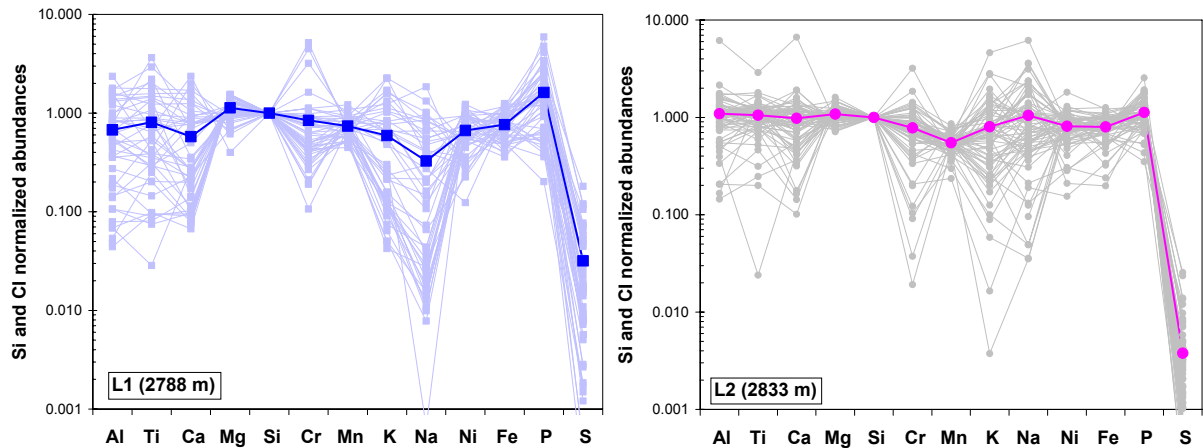 Si and CI normalized abundances
10.000
1.000
0.100
0.010
0.001
L1 (2788 m)
Al Ti Ca Mg Si Cr Mn K Na Ni Fe P S
Si and CI normalized abundances
10.000
1.000
0.100
0.010
0.001
L2 (2833 m)
Al Ti Ca Mg Si Cr Mn K Na Ni Fe P S